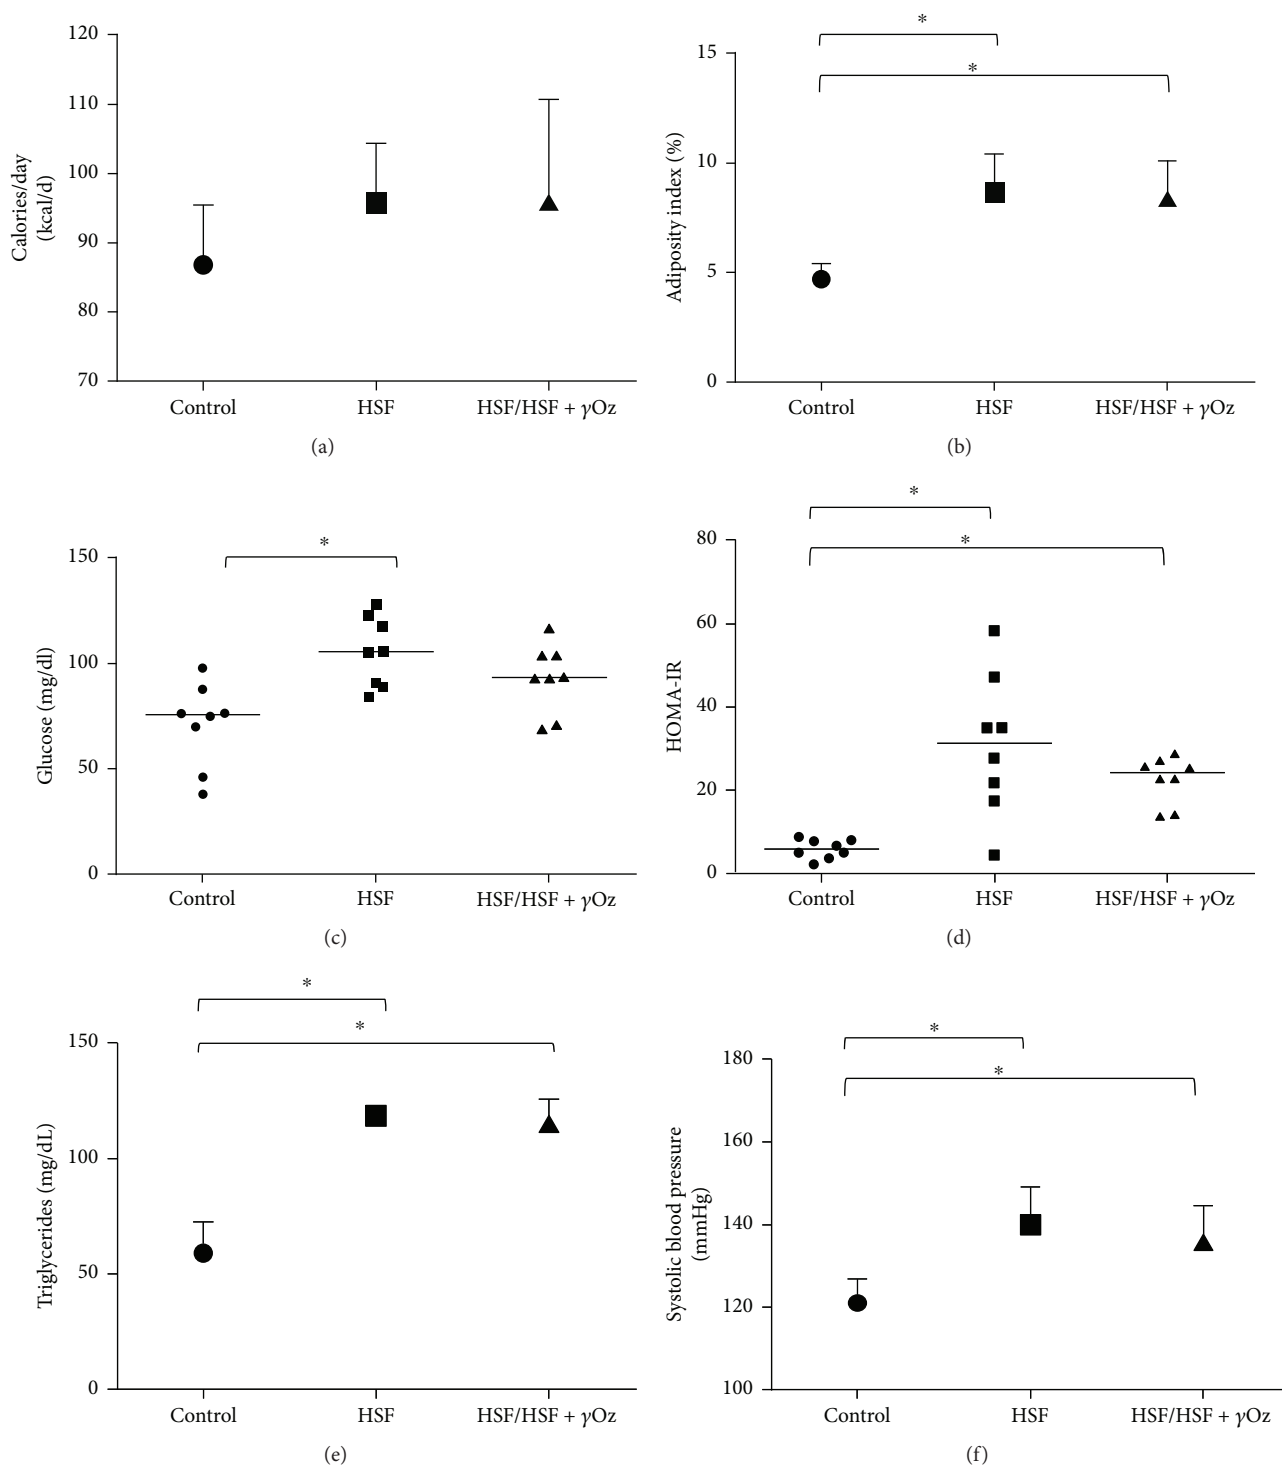 120
110
100
90
80
70
Calories/day
(kcal/d)
Control
HSF
HSF/HSF + γOz
(a)
*
*
15
10
5
0
Adiposity index (%)
Control
HSF
HSF/HSF + γOz
(b)
*
150
100
50
0
Glucose (mg/dl)
Control
HSF
HSF/HSF + γOz
(c)
*
*
80
60
40
20
0
HOMA-IR
Control
HSF
HSF/HSF + γOz
(d)
*
*
150
100
50
0
Triglycerides (mg/dL)
Control
HSF
HSF/HSF + γOz
(e)
*
*
180
160
140
120
100
Systolic blood pressure
(mmHg)
Control
HSF
HSF/HSF + γOz
(f)